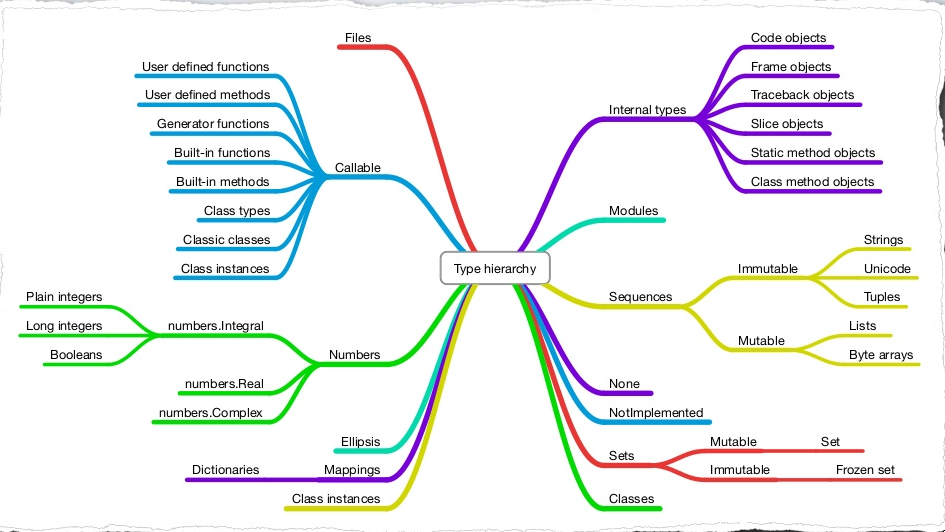 Files
User defined functions
User defined methods
Generator functions
Built-in functions
Built-in methods
Class types
Classic classes
Class instances
Callable
Plain integers
Long integers
Booleans
numbers.Integral
numbers.Real
numbers.Complex
Numbers
Ellipsis
Dictionaries
Mappings
Class instances
Type hierarchy
Internal types
Code objects
Frame objects
Traceback objects
Slice objects
Static method objects
Class method objects
Modules
Sequences
Immutable
Strings
Unicode
Tuples
Mutable
Lists
Byte arrays
None
NotImplemented
Sets
Mutable
Set
Immutable
Frozen set
Classes